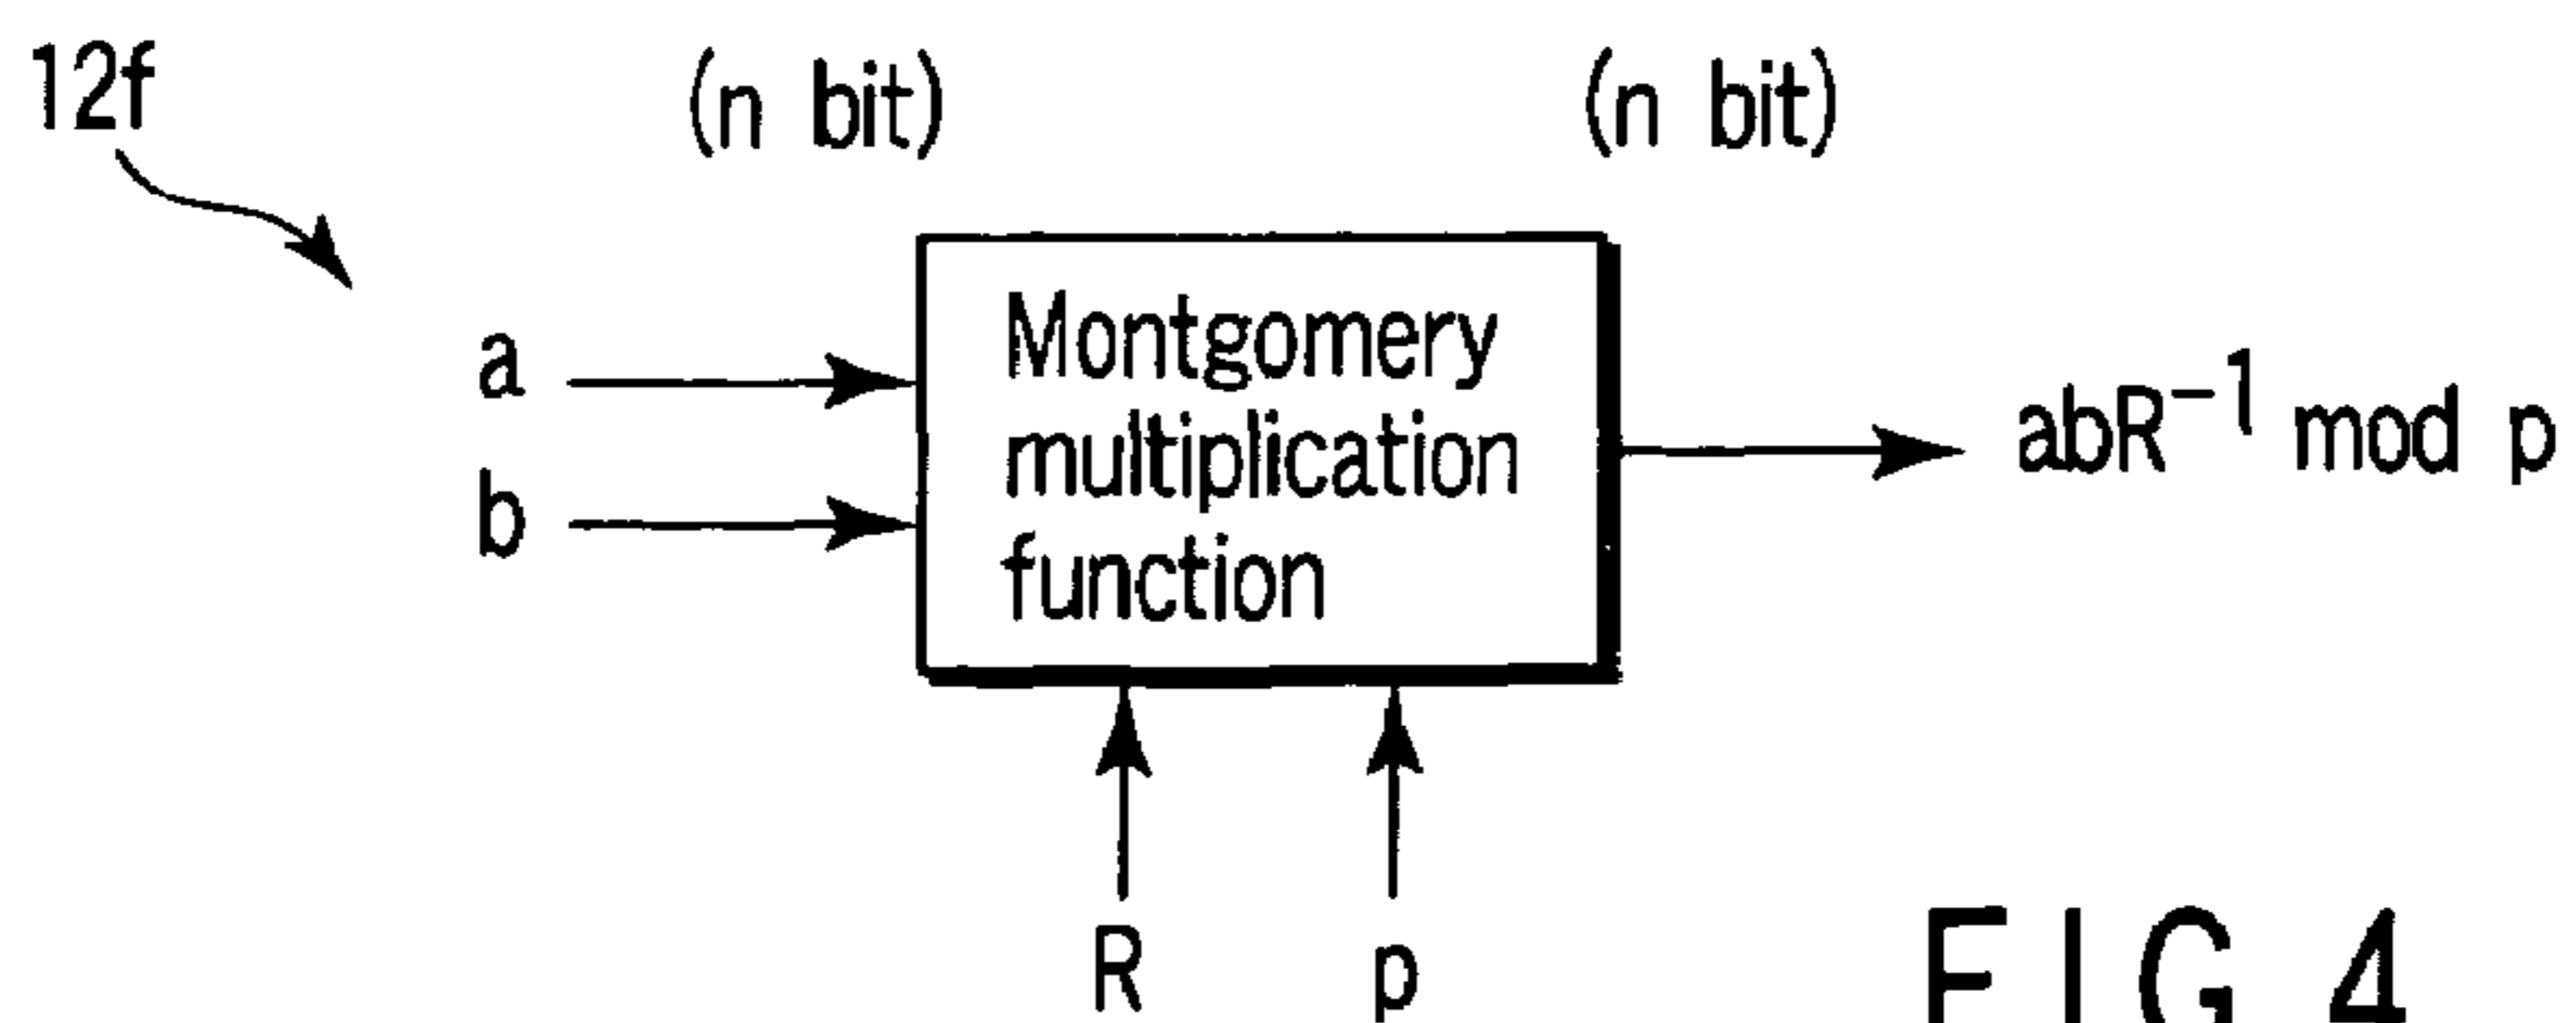 12f
(n bit)
(n bit)
a
b
Montgomery
multiplication
function
abR⁻¹ mod p
R
p
FIG 4